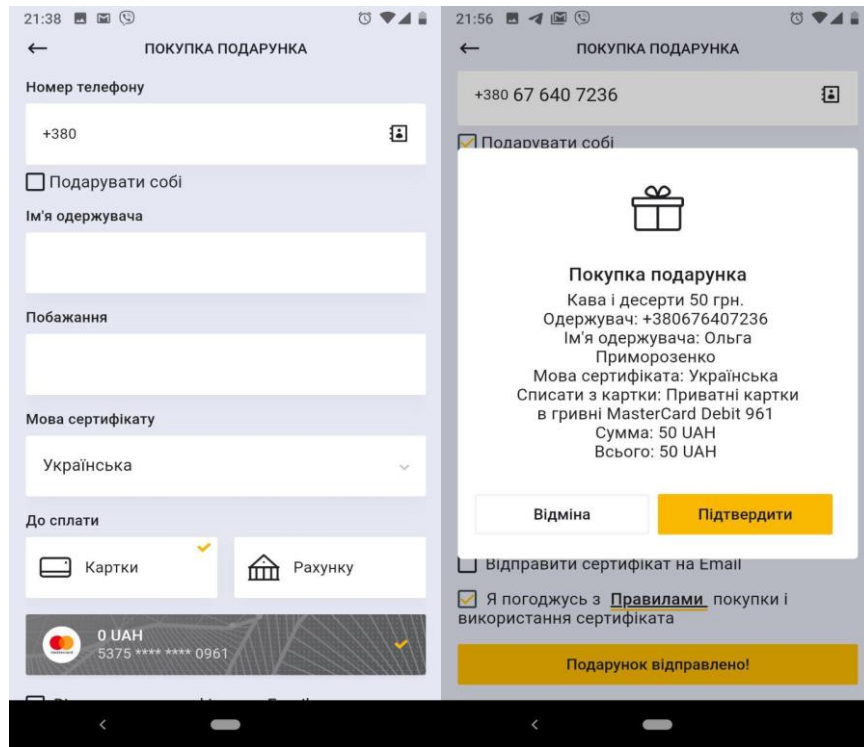 21:38
ПОКУПКА ПОДАРУНКА
Номер телефону
+380
Подарувати собі
Ім'я одержувача
Побажання
Мова сертифікату
Українська
До сплати
Картки
Рахунку
0 UAH
5375 **** **** 0961
21:56
ПОКУПКА ПОДАРУНКА
+380 67 640 7236
Подарувати собі
Покупка подарунка
Кава і десерти 50 грн.
Одержувач: +380676407236
Ім'я одержувача: Ольга
Приморозенко
Мова сертифіката: Українська
Списати з картки: Приватні картки
в гривні MasterCard Debit 961
Сумма: 50 UAH
Всього: 50 UAH
Відміна
Підтвердити
Відправити сертифікат на Email
Я погоджусь з Правилами покупки і
використання сертифіката
Подарунок відправлено!